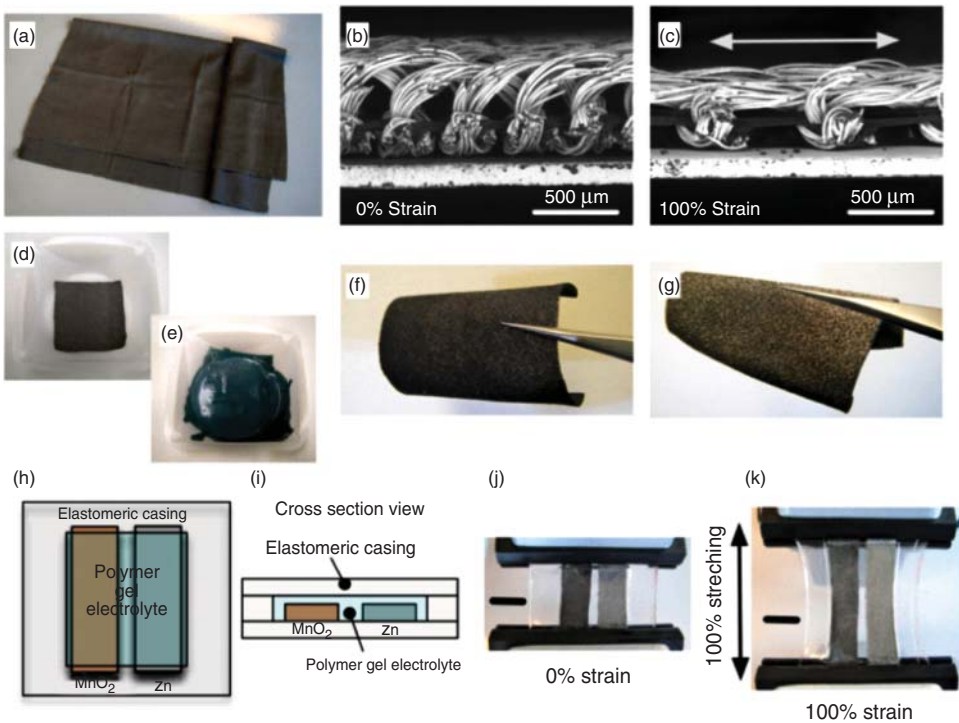 (a)
(b)
0% Strain
500 μm
(c)
100% Strain
500 μm
(d)
(e)
(f)
(g)
(h)
Elastomeric casing
Polymer
gel
electrolyte
MnO2
Zn
(i)
Cross section view
Elastomeric casing
MnO2
Zn
Polymer gel electrolyte
(j)
0% strain
(k)
100% streching
100% strain